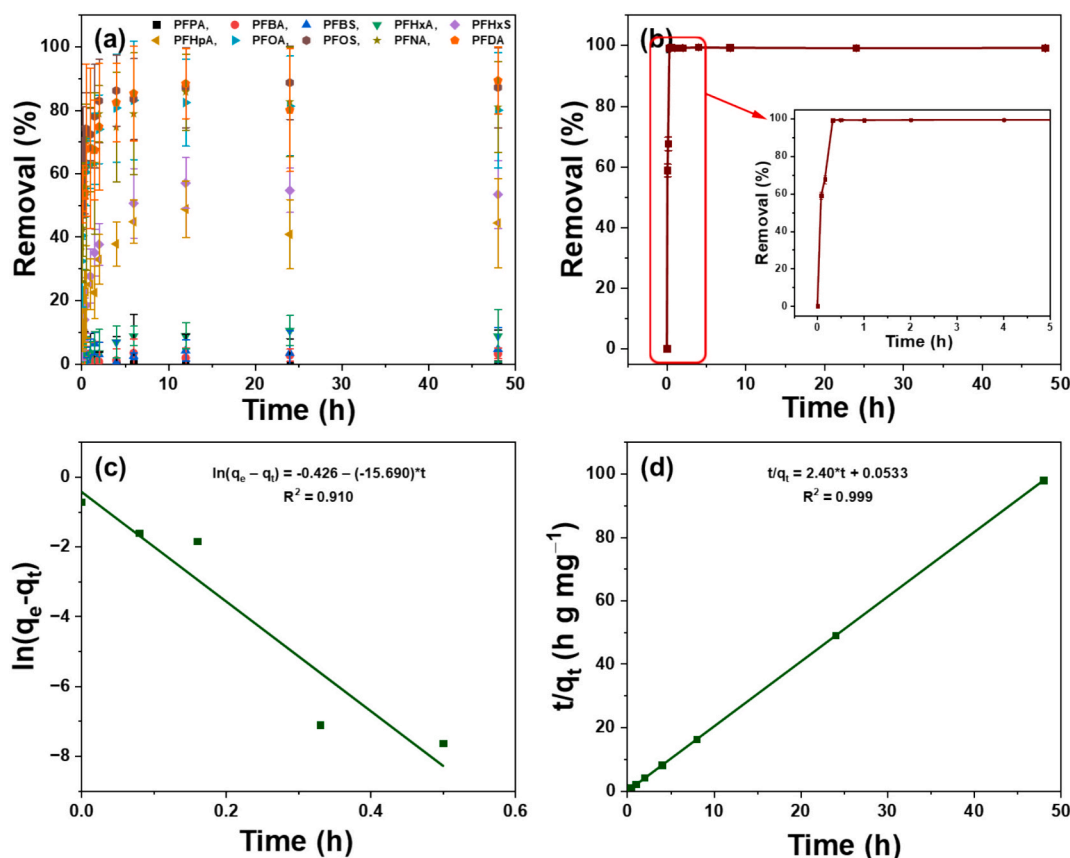 (a)
PFPA, PFBA, PFBS, PFHxA, PFHxS
PFHpA, PFOA, PFOS, PFNA, PFDA
100
80
60
40
20
0
Removal (%)
0 10 20 30 40 50
Time (h)
(b)
100
80
60
40
20
0
Removal (%)
0 10 20 30 40 50
Time (h)
100
80
60
40
20
0
Removal (%)
0 1 2 3 4 5
Time (h)
(c)
ln(qe – qt) = -0.426 – (-15.690)*t
R² = 0.910
0
−2
−4
−6
−8
ln(qe-qt)
0.0 0.2 0.4 0.6
Time (h)
(d)
t/qt = 2.40*t + 0.0533
R² = 0.999
100
80
60
40
20
0
t/qt (h g mg⁻¹)
0 10 20 30 40 50
Time (h)